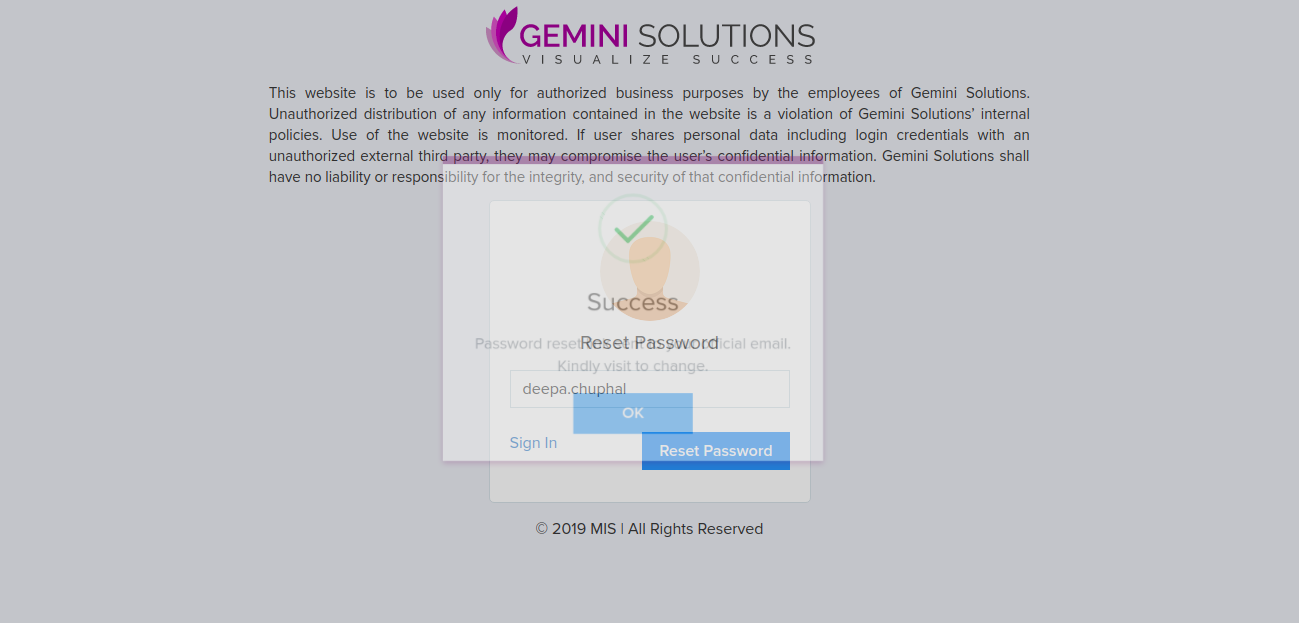 GEMINI SOLUTIONS
VISUALIZE SUCCESS
This website is to be used only for authorized business purposes by the employees of Gemini Solutions.
Unauthorized distribution of any information contained in the website is a violation of Gemini Solutions’ internal
policies. Use of the website is monitored. If user shares personal data including login credentials with an
unauthorized external third party, they may compromise the user’s confidential information. Gemini Solutions shall
have no liability or responsibility for the integrity, and security of that confidential information.
Success
Reset Password
Password reset link sent to your official email.
Kindly visit to change.
deepa.chuphal
OK
Sign In
Reset Password
© 2019 MIS | All Rights Reserved